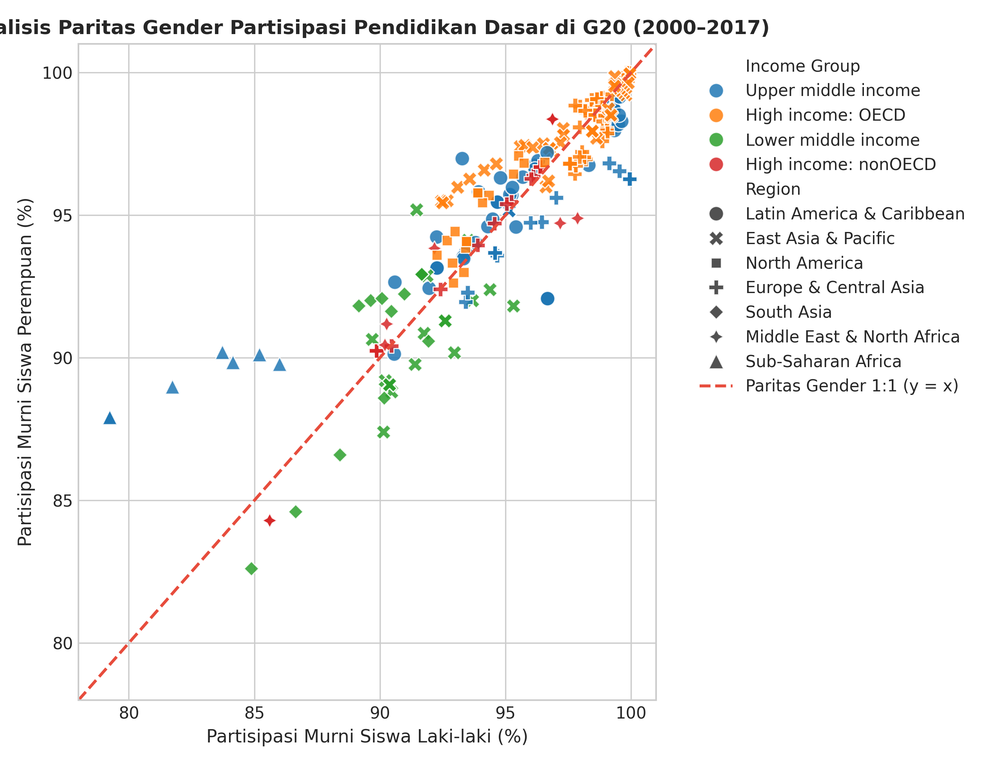 alisis Paritas Gender Partisipasi Pendidikan Dasar di G20 (2000–2017)
Partisipasi Murni Siswa Perempuan (%)
100
95
90
85
80
80
85
90
95
100
Partisipasi Murni Siswa Laki-laki (%)
Income Group
Upper middle income
High income: OECD
Lower middle income
High income: nonOECD
Region
Latin America & Caribbean
East Asia & Pacific
North America
Europe & Central Asia
South Asia
Middle East & North Africa
Sub-Saharan Africa
Paritas Gender 1:1 (y = x)